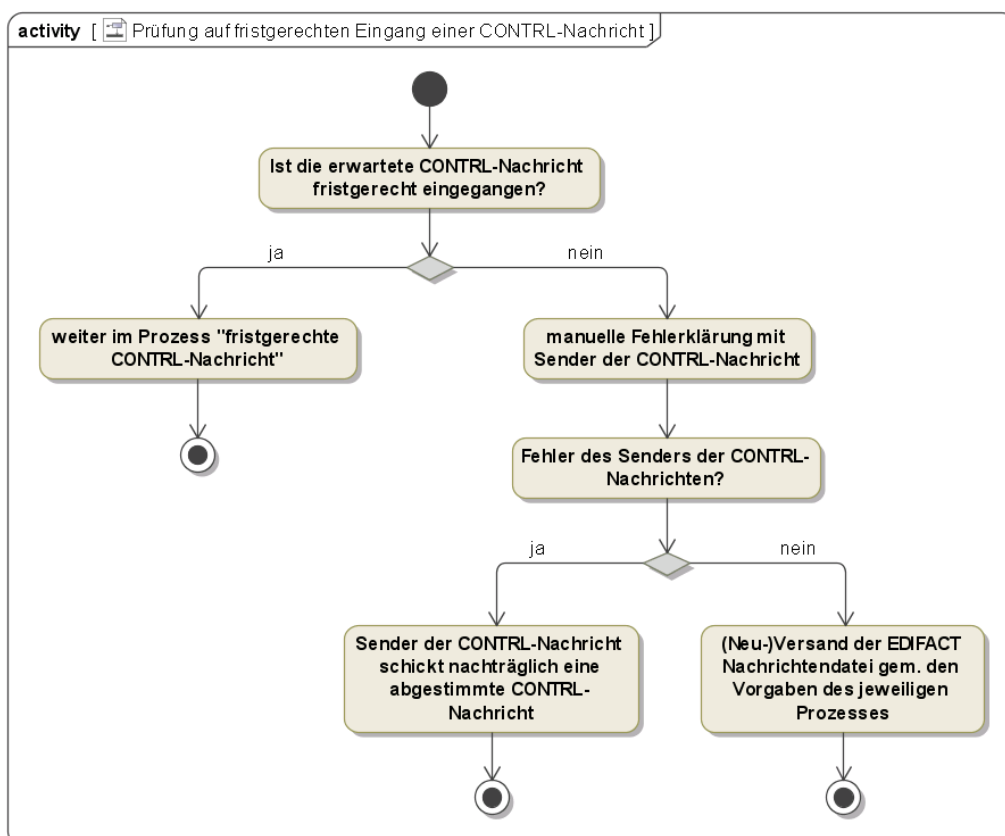 activity [ Prüfung auf fristgerechten Eingang einer CONTRL-Nachricht ]
Ist die erwartete CONTRL-Nachricht
fristgerecht eingegangen?
ja
nein
weiter im Prozess "fristgerechte
CONTRL-Nachricht"
manuelle Fehlerklärung mit
Sender der CONTRL-Nachricht
Fehler des Senders der CONTRL-
Nachrichten?
ja
nein
Sender der CONTRL-Nachricht
schickt nachträglich eine
abgestimmte CONTRL-
Nachricht
(Neu-)Versand der EDIFACT
Nachrichtendatei gem. den
Vorgaben des jeweiligen
Prozesses